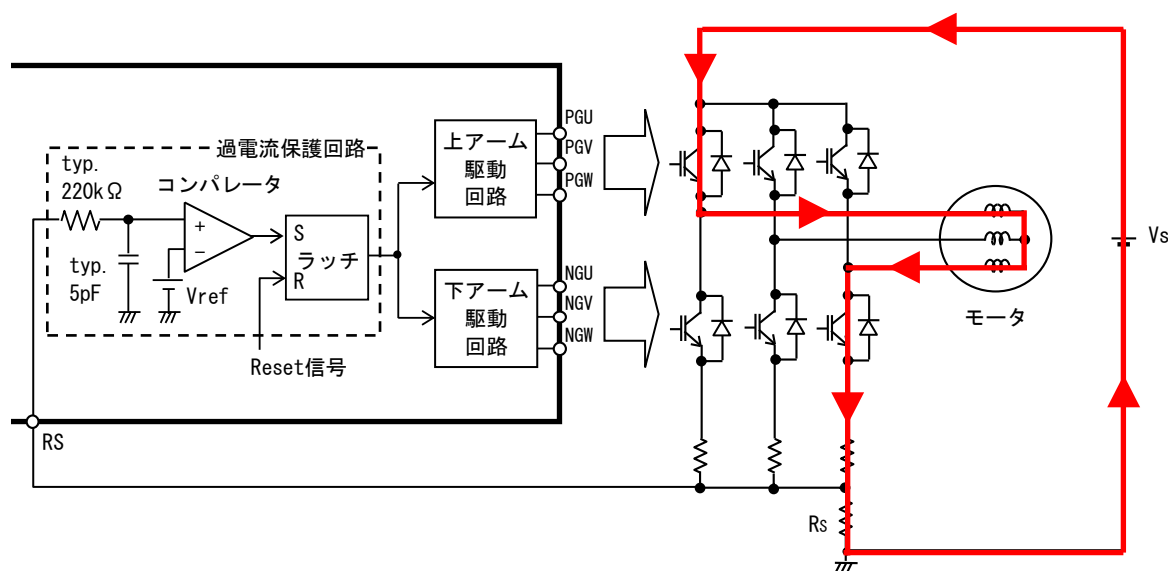 過電流保護回路
typ.
220kΩ
コンパレータ
+
−
typ.
5pF
Vref
S
ラッチ
R
Reset信号
RS
上アーム
駆動
回路
下アーム
駆動
回路
PGU
PGV
PGW
NGU
NGV
NGW
モータ
Vs
Rs